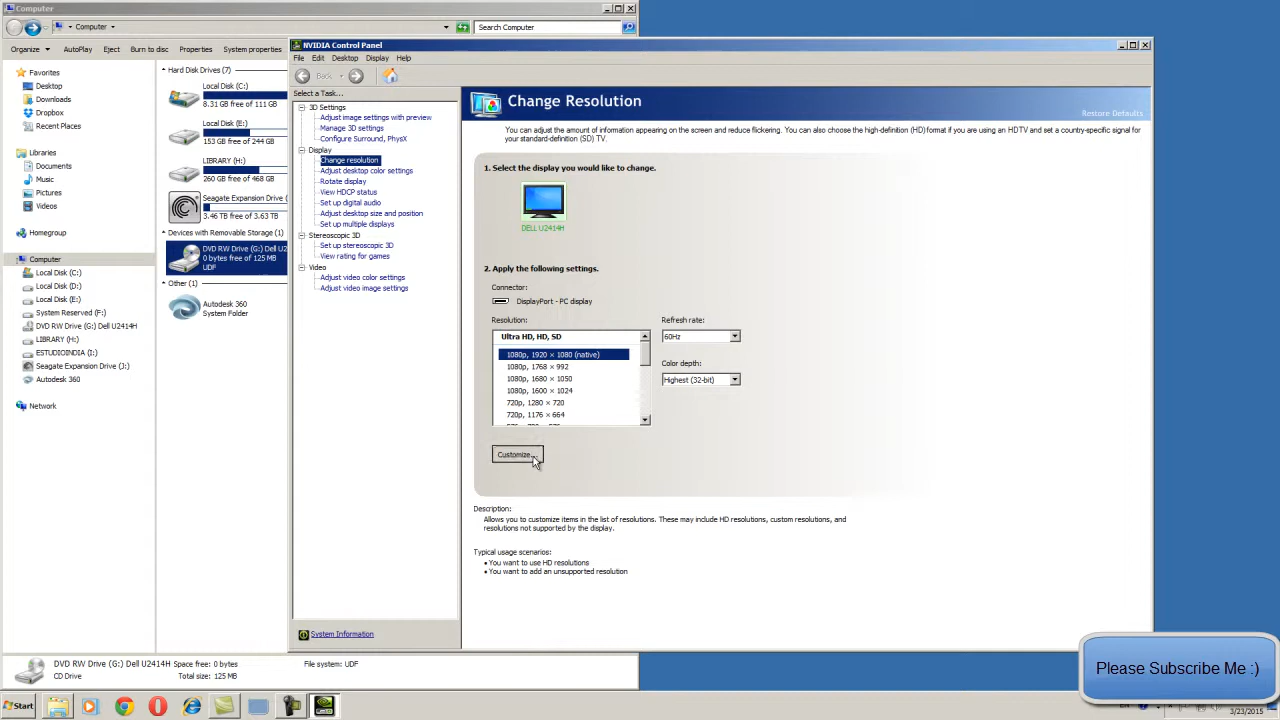 Computer
Computer
Search Computer
Organize
AutoPlay
Eject
Burn to disc
Properties
System properties
Favorites
Desktop
Downloads
Dropbox
Recent Places
Libraries
Documents
Music
Pictures
Videos
Homegroup
Computer
Local Disk (C:)
Local Disk (D:)
Local Disk (E:)
System Reserved (F:)
DVD RW Drive (G:) Dell U2414H
LIBRARY (H:)
ESTUDIOINDIA (I:)
Seagate Expansion Drive (J:)
Autodesk 360
Network
Hard Disk Drives (7)
Local Disk (C:)
8.31 GB free of 111 GB
Local Disk (E:)
153 GB free of 244 GB
LIBRARY (H:)
260 GB free of 468 GB
Seagate Expansion Drive (
3.46 TB free of 3.63 TB
Devices with Removable Storage (1)
DVD RW Drive (G:) Dell U2
0 bytes free of 125 MB
UDF
Other (1)
Autodesk 360
System Folder
NVIDIA Control Panel
File Edit Desktop Display Help
Back
Select a Task...
3D Settings
Adjust image settings with preview
Manage 3D settings
Configure Surround, PhysX
Display
Change resolution
Adjust desktop color settings
Rotate display
View HDCP status
Set up digital audio
Adjust desktop size and position
Set up multiple displays
Stereoscopic 3D
Set up stereoscopic 3D
View rating for games
Video
Adjust video color settings
Adjust video image settings
System Information
Change Resolution
Restore Defaults
You can adjust the amount of information appearing on the screen and reduce flickering. You can also choose the high-definition (HD) format if you are using an HDTV and set a country-specific signal for
your standard-definition (SD) TV.
1. Select the display you would like to change.
DELL U2414H
2. Apply the following settings.
Connector:
DisplayPort - PC display
Resolution:
Refresh rate:
Ultra HD, HD, SD
60Hz
1080p, 1920 × 1080 (native)
1080p, 1768 × 992
Color depth:
1080p, 1680 × 1050
Highest (32-bit)
1080p, 1600 × 1024
720p, 1280 × 720
720p, 1176 × 664
Customize...
Description:
Allows you to customize items in the list of resolutions. These may include HD resolutions, custom resolutions, and
resolutions not supported by the display.
Typical usage scenarios:
• You want to use HD resolutions
• You want to add an unsupported resolution
DVD RW Drive (G:) Dell U2414H Space free: 0 bytes File system: UDF
CD Drive Total size: 125 MB
Please Subscribe Me :)
Start
3/23/2015